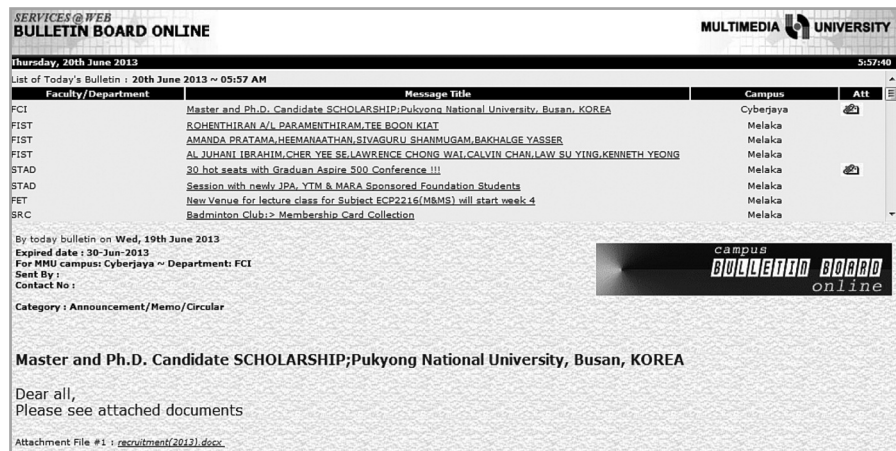 SERVICES @ WEB
BULLETIN BOARD ONLINE
MULTIMEDIA UNIVERSITY
Thursday, 20th June 2013 5:57:40
List of Today's Bulletin : 20th June 2013 ~ 05:57 AM
Faculty/Department Message Title Campus Att
FCI Master and Ph.D. Candidate SCHOLARSHIP;Pukyong National University, Busan, KOREA Cyberjaya
FIST ROHENTHIRAN A/L PARAMENTHIRAM,TEE BOON KIAT Melaka
FIST AMANDA PRATAMA,HEEMANAATHAN,SIVAGURU SHANMUGAM,BAKHALGE YASSER Melaka
FIST AL JUHANI IBRAHIM,CHER YEE SE,LAWRENCE CHONG WAI,CALVIN CHAN,LAW SU YING,KENNETH YEONG Melaka
STAD 30 hot seats with Graduan Aspire 500 Conference !!! Melaka
STAD Session with newly JPA, YTM & MARA Sponsored Foundation Students Melaka
FET New Venue for lecture class for Subject ECP2216(M&MS) will start week 4 Melaka
SRC Badminton Club:> Membership Card Collection Melaka
By today bulletin on Wed, 19th June 2013
Expired date : 30-Jun-2013
For MMU campus: Cyberjaya ~ Department: FCI
Sent By :
Contact No :
campus
BULLETIN BOARD
online
Category : Announcement/Memo/Circular
Master and Ph.D. Candidate SCHOLARSHIP;Pukyong National University, Busan, KOREA
Dear all,
Please see attached documents
Attachment File #1 : recruitment(2013).docx